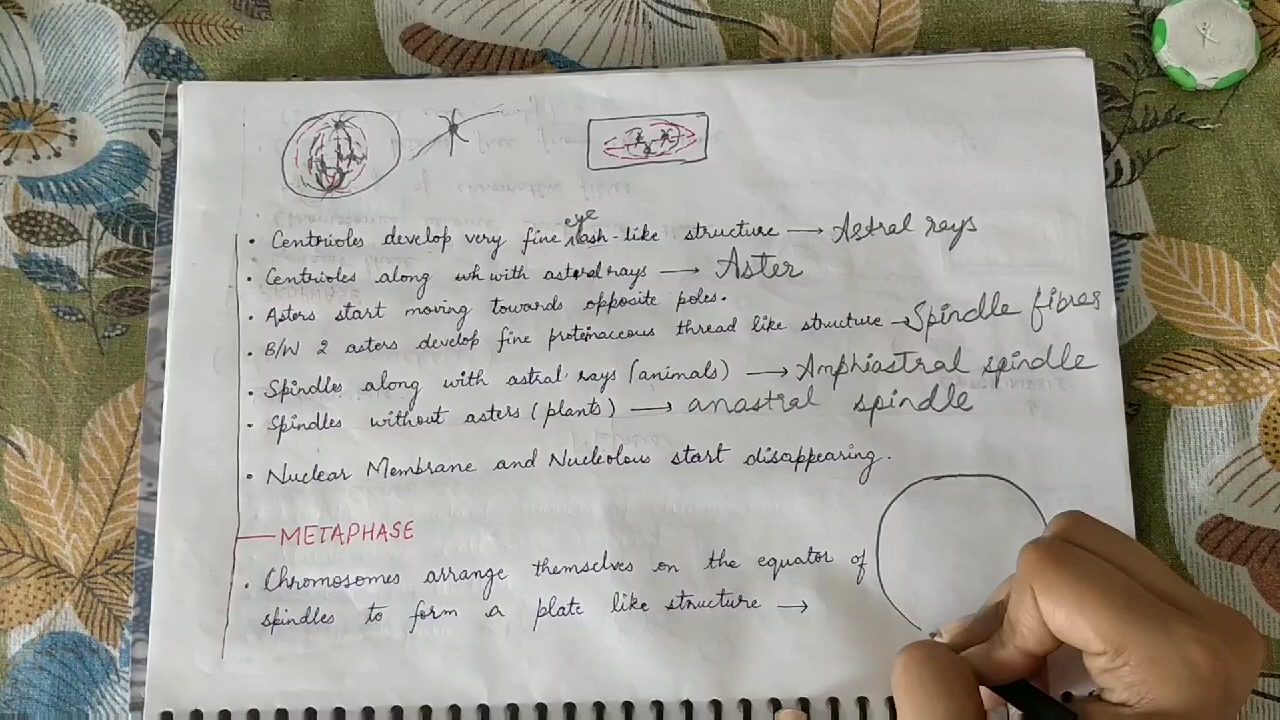 eye
• Centrioles develop very fine lash-like structure → Astral rays
• Centrioles along wh with astral rays → Aster
• Asters start moving towards opposite poles.
• B/W 2 asters develop fine proteinaceous thread like structure → Spindle fibres
• Spindles along with astral rays (animals) → Amphiastral spindle
• Spindles without asters (plants) → anastral spindle
• Nuclear Membrane and Nucleolous start disappearing.
METAPHASE
• Chromosomes arrange themselves on the equator of
spindles to form a plate like structure →